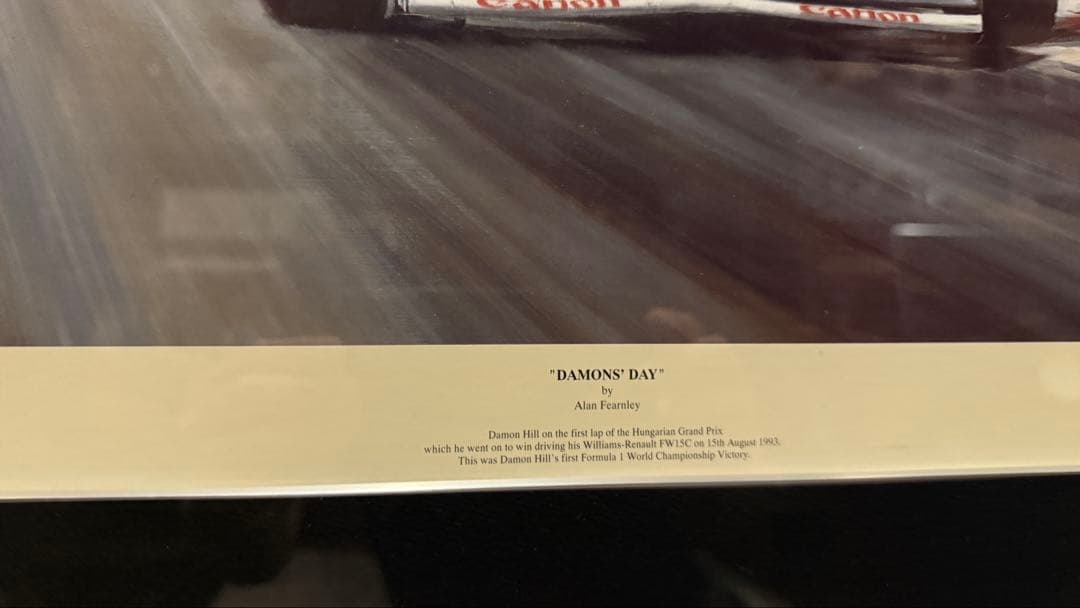 Canon Canon
"DAMONS' DAY"
by
Alan Fearnley
Damon Hill on the first lap of the Hungarian Grand Prix
which he went on to win driving his Williams-Renault FW15C on 15th August 1993.
This was Damon Hill's first Formula 1 World Championship Victory.